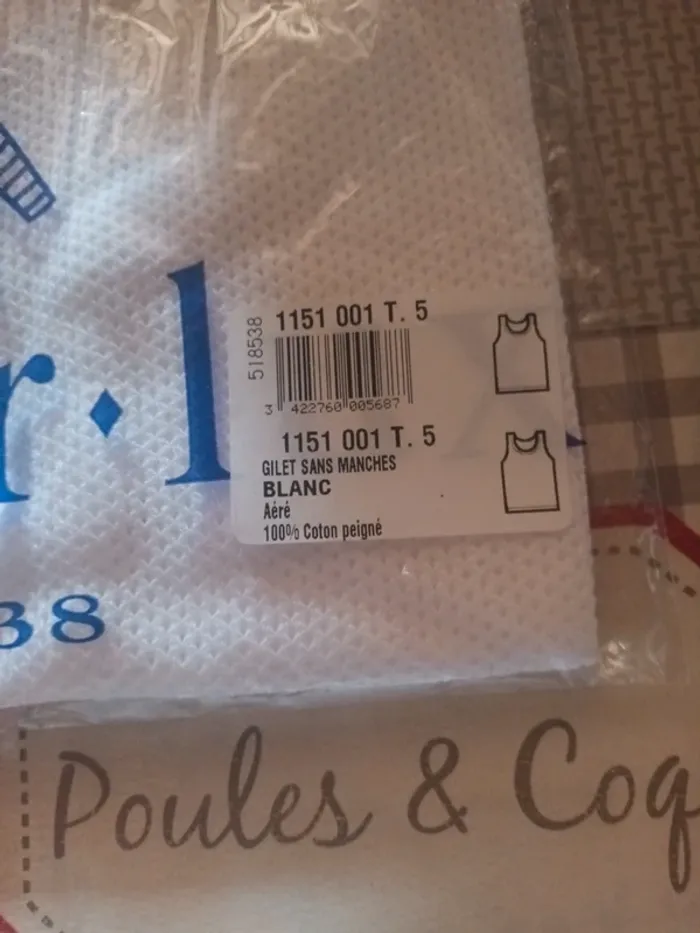 518538
1151 001 T. 5
3 422760 005687
1151 001 T. 5
GILET SANS MANCHES
BLANC
Aéré
100% Coton peigné
r·l
38
Poules & Coq